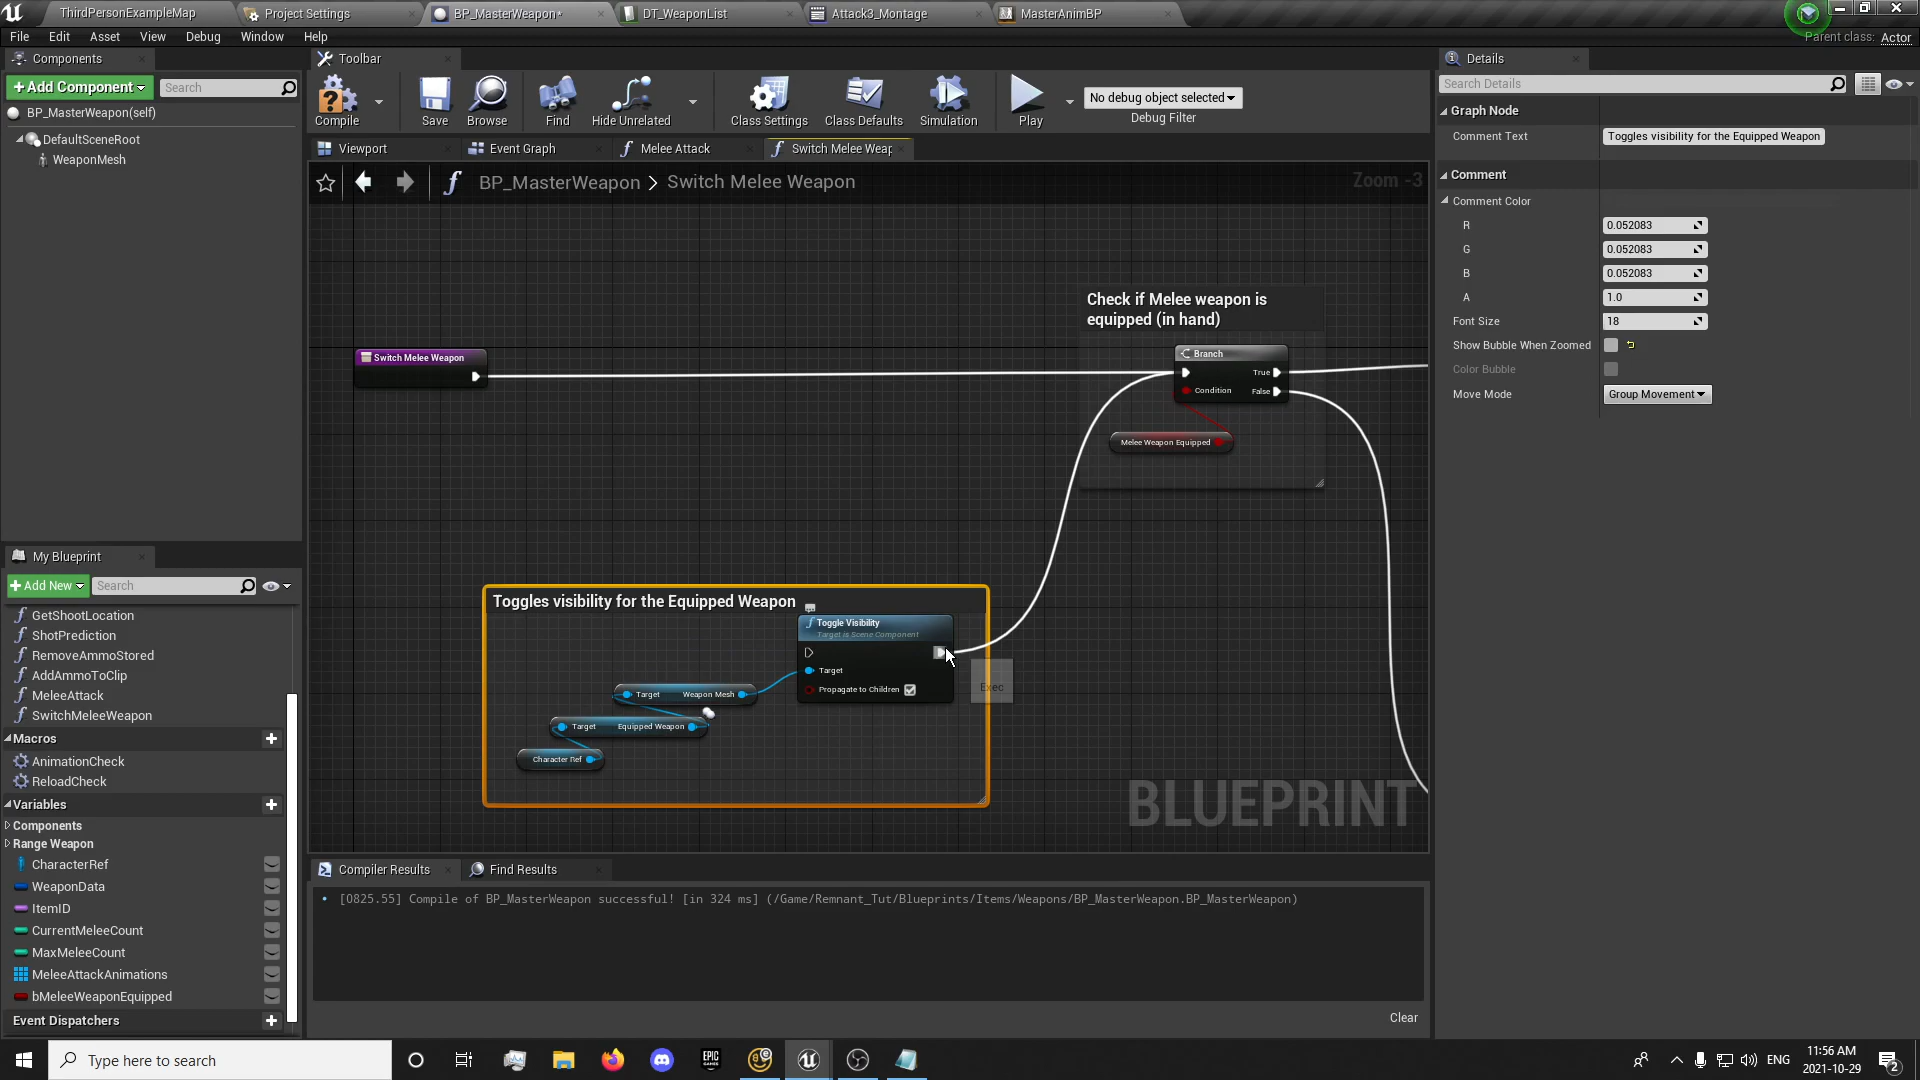 ThirdPersonExampleMap
Project Settings
BP_MasterWeapon*
DT_WeaponList
Attack3_Montage
MasterAnimBP
File
Edit
Asset
View
Debug
Window
Help
Parent class:
Actor
Components
+Add Component
Search
BP_MasterWeapon(self)
DefaultSceneRoot
WeaponMesh
Toolbar
Compile
Save
Browse
Find
Hide Unrelated
Class Settings
Class Defaults
Simulation
Play
No debug object selected
Debug Filter
Viewport
Event Graph
Melee Attack
Switch Melee Weap
BP_MasterWeapon > Switch Melee Weapon
Zoom -3
Check if Melee weapon is
equipped (in hand)
Switch Melee Weapon
Branch
True
Condition
False
Melee Weapon Equipped
Toggles visibility for the Equipped Weapon
Toggle Visibility
Target is Scene Component
Target
Propagate to Children
Target
Weapon Mesh
Target
Equipped Weapon
Character Ref
Exec
BLUEPRINT
My Blueprint
+Add New
Search
GetShootLocation
ShotPrediction
RemoveAmmoStored
AddAmmoToClip
MeleeAttack
SwitchMeleeWeapon
Macros
AnimationCheck
ReloadCheck
Variables
Components
Range Weapon
CharacterRef
WeaponData
ItemID
CurrentMeleeCount
MaxMeleeCount
MeleeAttackAnimations
bMeleeWeaponEquipped
Event Dispatchers
Compiler Results
Find Results
[0825.55] Compile of BP_MasterWeapon successful! [in 324 ms] (/Game/Remnant_Tut/Blueprints/Items/Weapons/BP_MasterWeapon.BP_MasterWeapon)
Clear
Details
Search Details
Graph Node
Comment Text
Toggles visibility for the Equipped Weapon
Comment
Comment Color
R
0.052083
G
0.052083
B
0.052083
A
1.0
Font Size
18
Show Bubble When Zoomed
Color Bubble
Move Mode
Group Movement
Type here to search
EPIC
GAMES
ENG
11:56 AM
2021-10-29
2